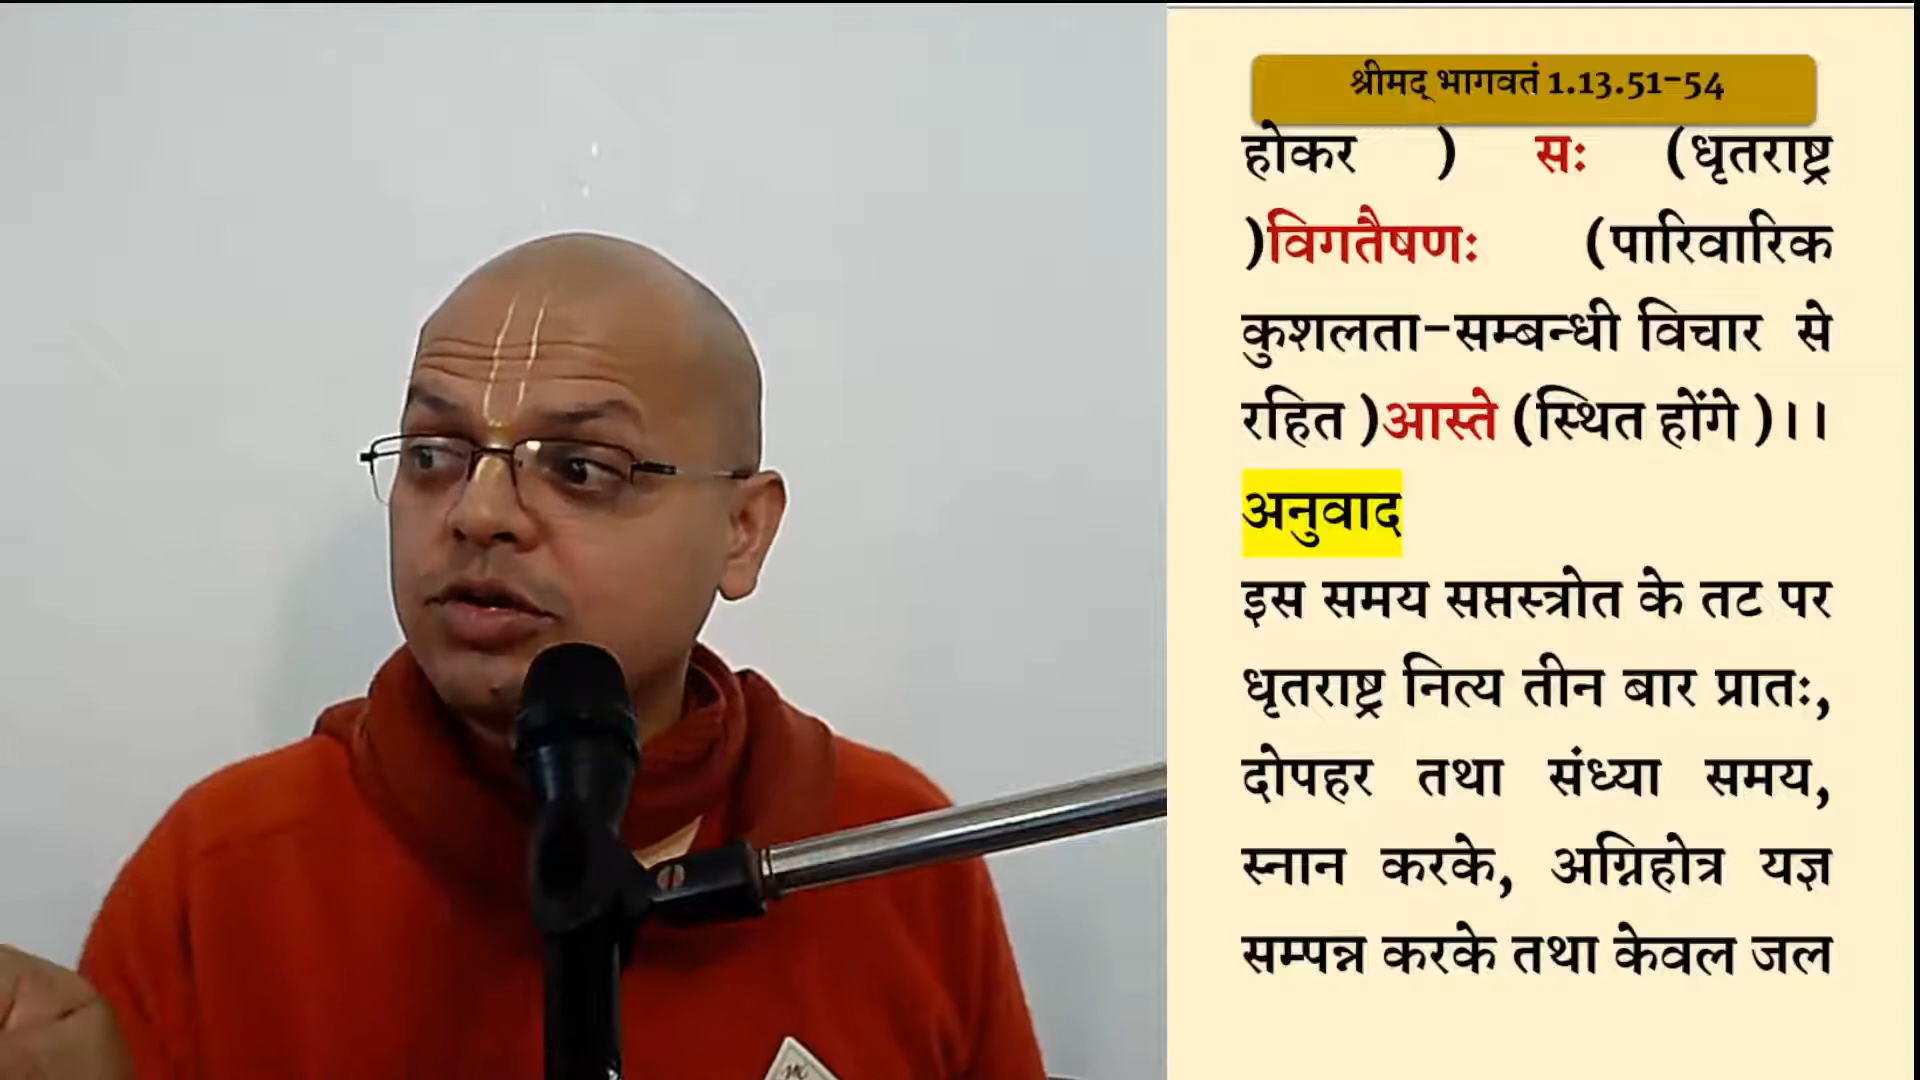 श्रीमद् भागवतं 1.13.51-54
होकर ) सः (धृतराष्ट्र
)विगतैषणः (पारिवारिक
कुशलता-सम्बन्धी विचार से
रहित )आस्ते (स्थित होंगे )।।
अनुवाद
इस समय सप्तस्त्रोत के तट पर
धृतराष्ट्र नित्य तीन बार प्रातः,
दोपहर तथा संध्या समय,
स्नान करके, अग्निहोत्र यज्ञ
सम्पन्न करके तथा केवल जल